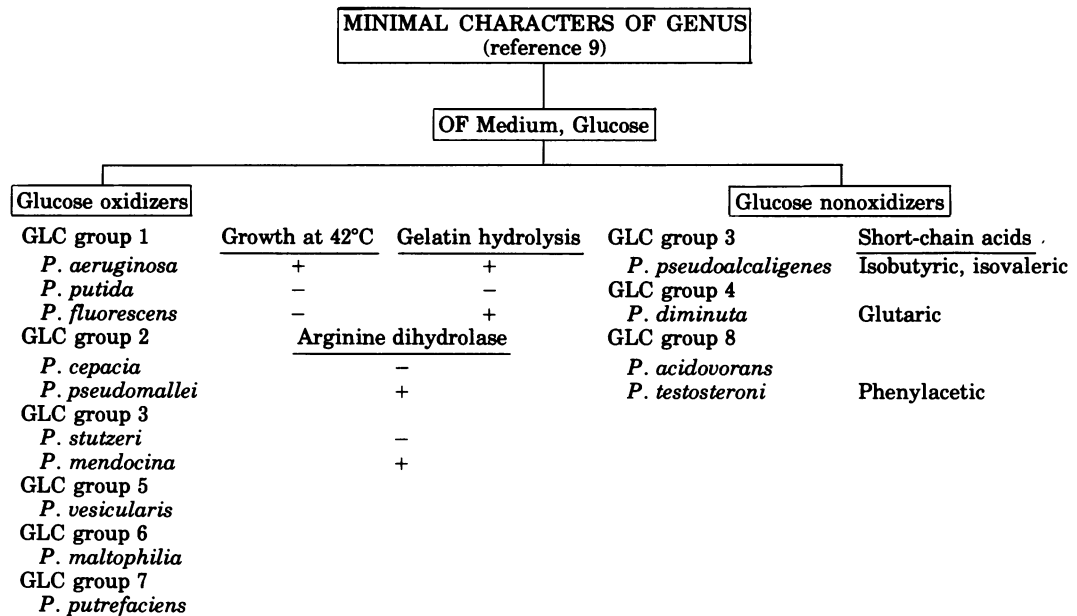 MINIMAL CHARACTERS OF GENUS
(reference 9)
OF Medium, Glucose
Glucose oxidizers
Glucose nonoxidizers
GLC group 1 Growth at 42°C Gelatin hydrolysis GLC group 3 Short-chain acids
P. aeruginosa + + P. pseudoalcaligenes Isobutyric, isovaleric
P. putida − − GLC group 4
P. fluorescens − + P. diminuta Glutaric
GLC group 2 Arginine dihydrolase GLC group 8
P. cepacia − P. acidovorans
P. pseudomallei + P. testosteroni Phenylacetic
GLC group 3
P. stutzeri −
P. mendocina +
GLC group 5
P. vesicularis
GLC group 6
P. maltophilia
GLC group 7
P. putrefaciens